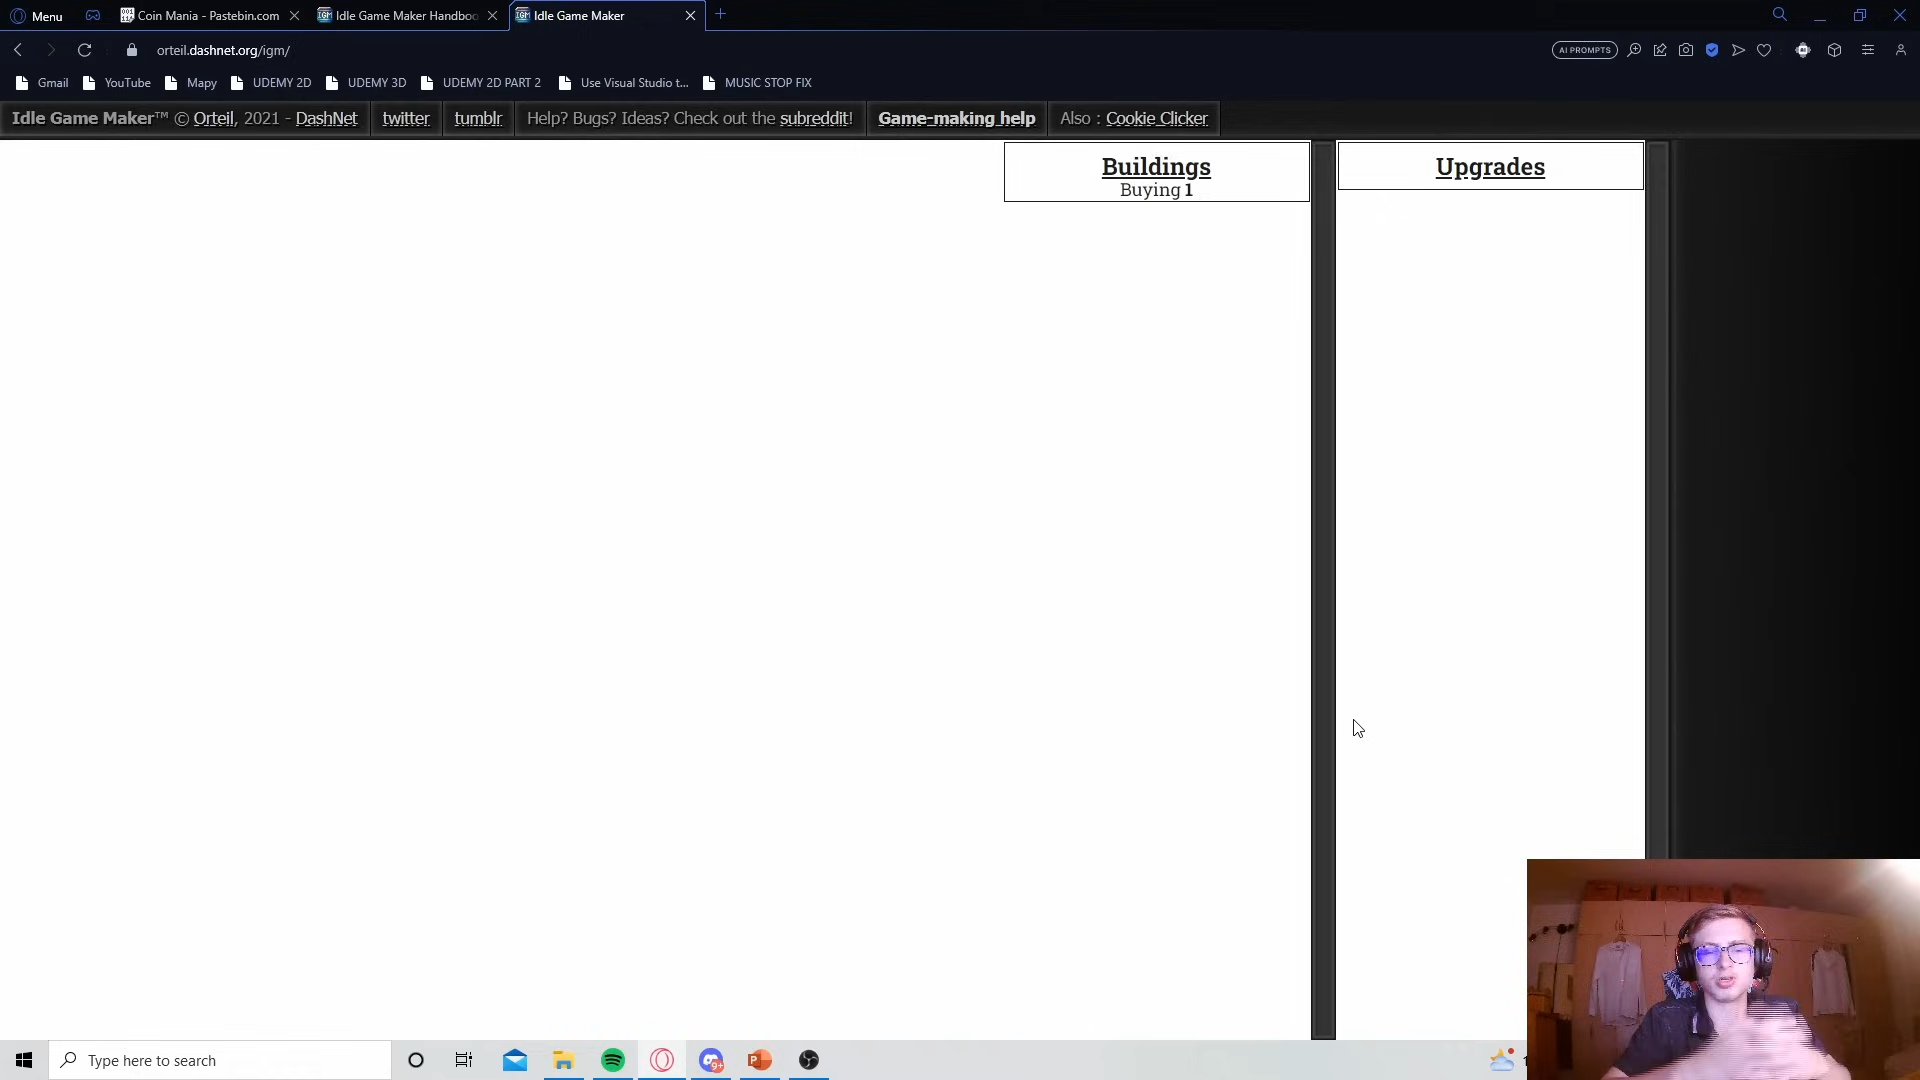 Menu
Coin Mania - Pastebin.com
Idle Game Maker Handboo
Idle Game Maker
orteil.dashnet.org/igm/
AI PROMPTS
Gmail
YouTube
Mapy
UDEMY 2D
UDEMY 3D
UDEMY 2D PART 2
Use Visual Studio t...
MUSIC STOP FIX
Idle Game Maker™ © Orteil, 2021 - DashNet
twitter
tumblr
Help? Bugs? Ideas? Check out the subreddit!
Game-making help
Also : Cookie Clicker
Buildings
Buying 1
Upgrades
Type here to search
9+